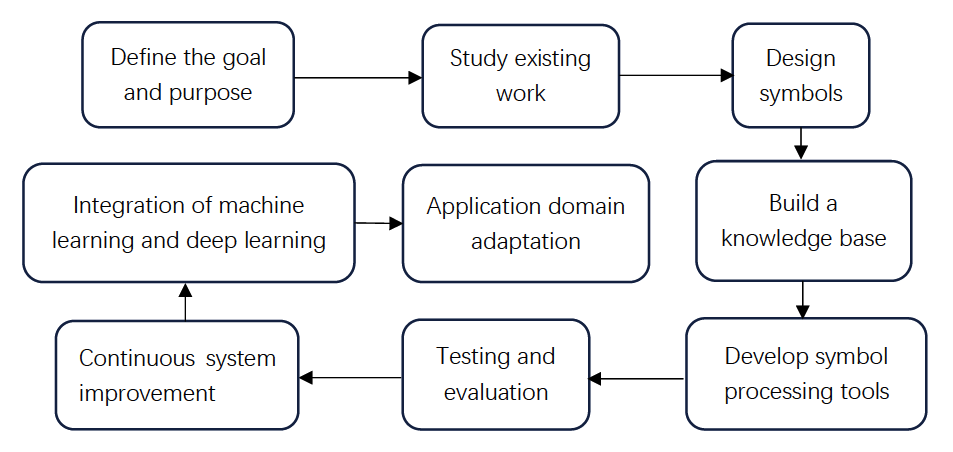 Define the goal
and purpose
Study existing
work
Design
symbols
Integration of machine
learning and deep learning
Application domain
adaptation
Build a
knowledge base
Continuous system
improvement
Testing and
evaluation
Develop symbol
processing tools